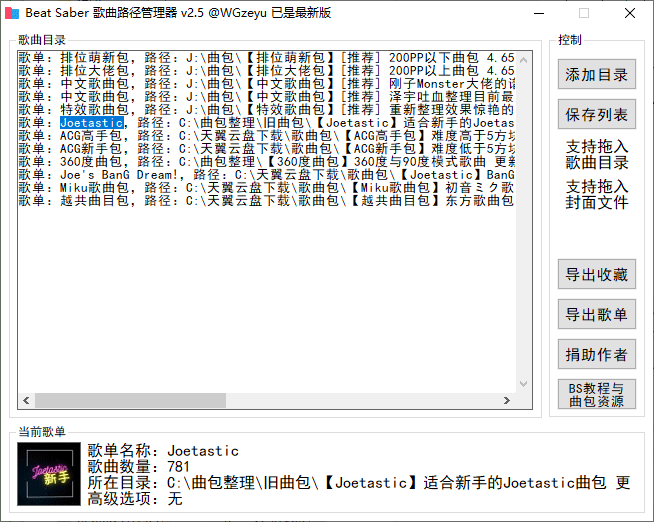 Beat Saber 歌曲路径管理器 v2.5 @WGzeyu 已是最新版
歌曲目录
歌单: 排位萌新包, 路径: J:\曲包\【排位萌新包】[推荐] 200PP以下曲包 4.65
歌单: 排位大佬包, 路径: J:\曲包\【排位大佬包】[推荐] 200PP以上曲包 4.65
歌单: 中文歌曲包, 路径: J:\曲包\【中文歌曲包】[推荐] 刚子Monster大佬的
歌单: 中文歌曲包, 路径: J:\曲包\【中文歌曲包】[推荐] 泽宇吐血整理目前最
歌单: 特效歌曲包, 路径: J:\曲包\【特效歌曲包】[推荐] 重新整理效果惊艳的
歌单: Joetastic, 路径: C:\曲包整理\旧曲包\【Joetastic】适合新手的Joetas
歌单: ACG高手包, 路径: C:\天翼云盘下载\歌曲包\【ACG高手包】难度高于5方块
歌单: ACG新手包, 路径: C:\天翼云盘下载\歌曲包\【ACG新手包】难度低于5方块
歌单: 360度曲包, 路径: C:\曲包整理\【360度曲包】360度与90度模式歌曲 更新
歌单: Joe's BanG Dream!, 路径: C:\天翼云盘下载\歌曲包\【Joetastic】BanG
歌单: Miku歌曲包, 路径: C:\天翼云盘下载\歌曲包\【Miku歌曲包】初音ミク歌
歌单: 越共曲目包, 路径: C:\天翼云盘下载\歌曲包\【越共曲目包】东方歌曲包
控制
添加目录
保存列表
支持拖入
歌曲目录
支持拖入
封面文件
导出收藏
导出歌单
捐助作者
BS教程与
曲包资源
当前歌单
Joetastic
新手
歌单名称: Joetastic
歌曲数量: 781
所在目录: C:\曲包整理\旧曲包\【Joetastic】适合新手的Joetastic曲包 更
高级选项: 无